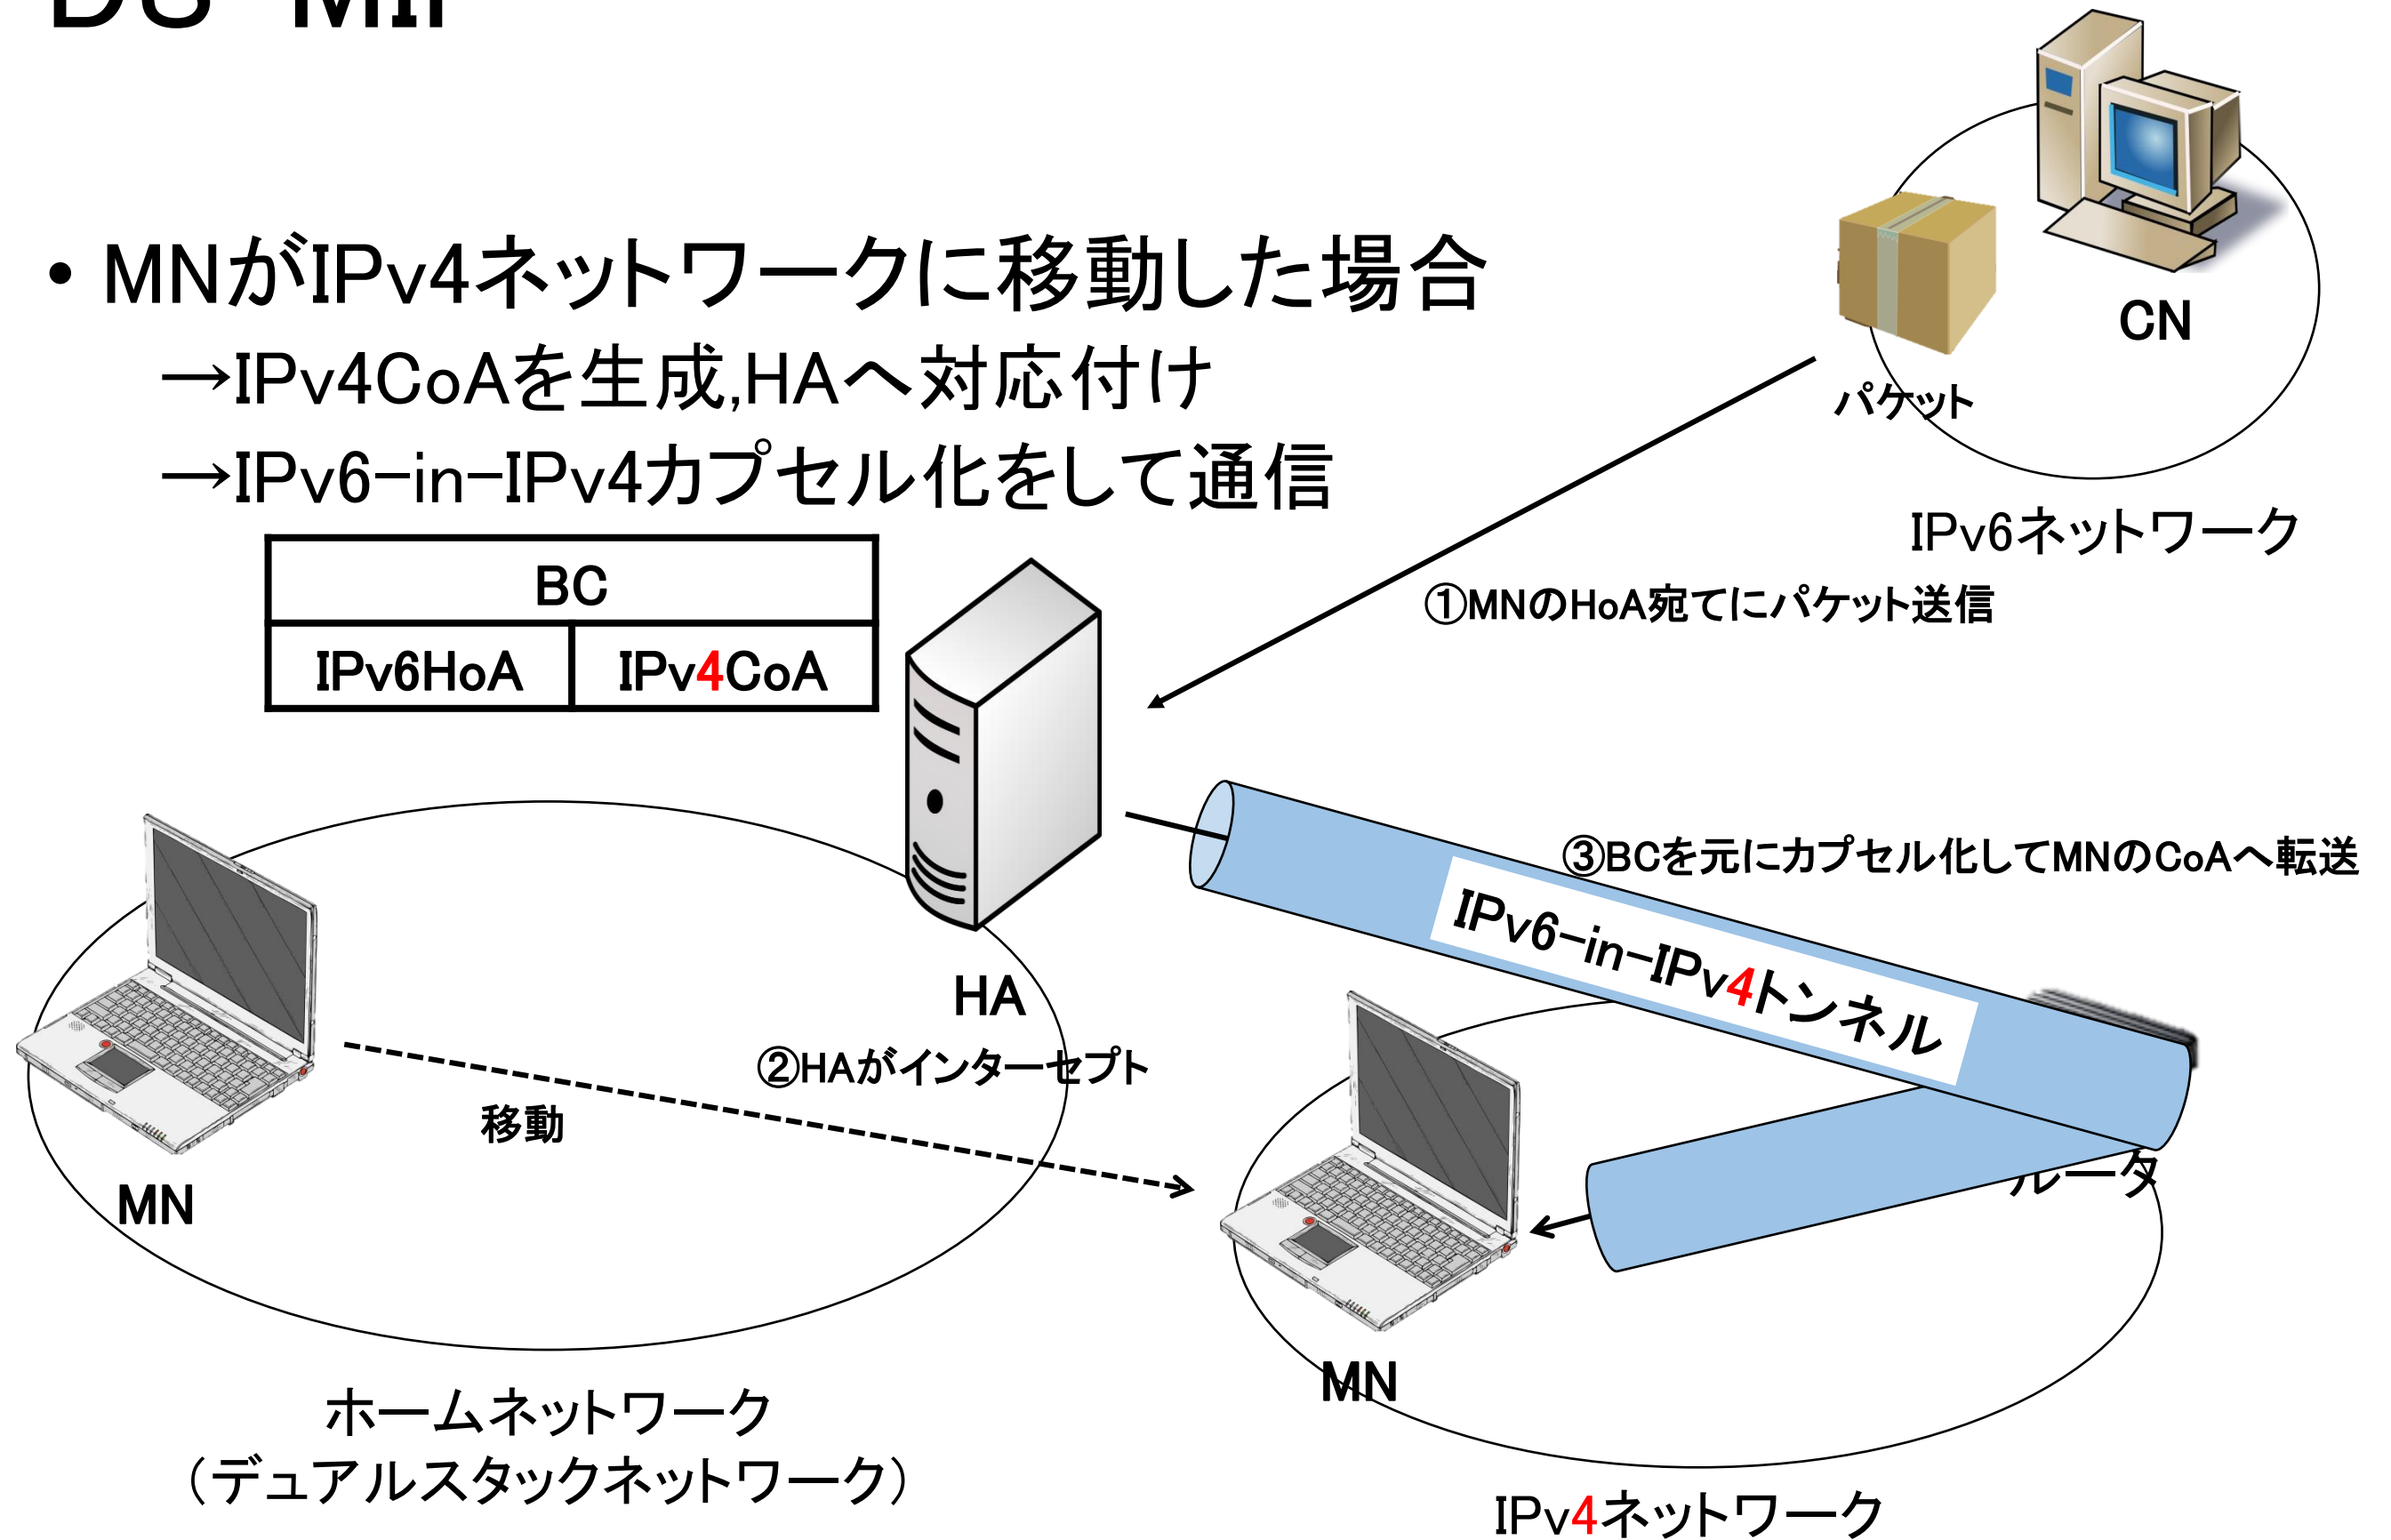 • MNがIPv4ネットワークに移動した場合
→IPv4CoAを生成,HAへ対応付け
→IPv6-in-IPv4カプセル化をして通信
CN
パケット
IPv6ネットワーク
BC
IPv6HoA IPv4CoA
①MNのHoA宛てにパケット送信
③BCを元にカプセル化してMNのCoAへ転送
IPv6-in-IPv4トンネル
HA
②HAがインターセプト
移動
MN
ルータ
MN
ホームネットワーク
（デュアルスタックネットワーク）
IPv4ネットワーク